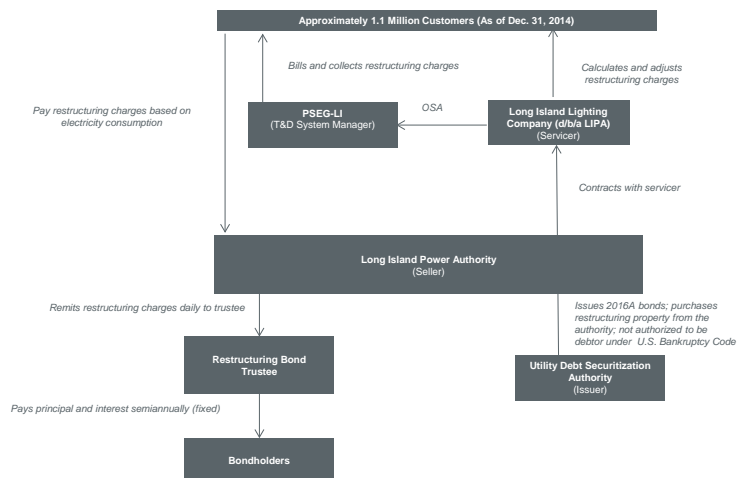 Approximately 1.1 Million Customers (As of Dec. 31, 2014)
Bills and collects restructuring charges
Calculates and adjusts
restructuring charges
Pay restructuring charges based on
electricity consumption
PSEG-LI
(T&D System Manager)
OSA
Long Island Lighting
Company (d/b/a LIPA)
(Servicer)
Contracts with servicer
Long Island Power Authority
(Seller)
Remits restructuring charges daily to trustee
Issues 2016A bonds; purchases
restructuring property from the
authority; not authorized to be
debtor under U.S. Bankruptcy Code
Restructuring Bond
Trustee
Utility Debt Securitization
Authority
(Issuer)
Pays principal and interest semiannually (fixed)
Bondholders